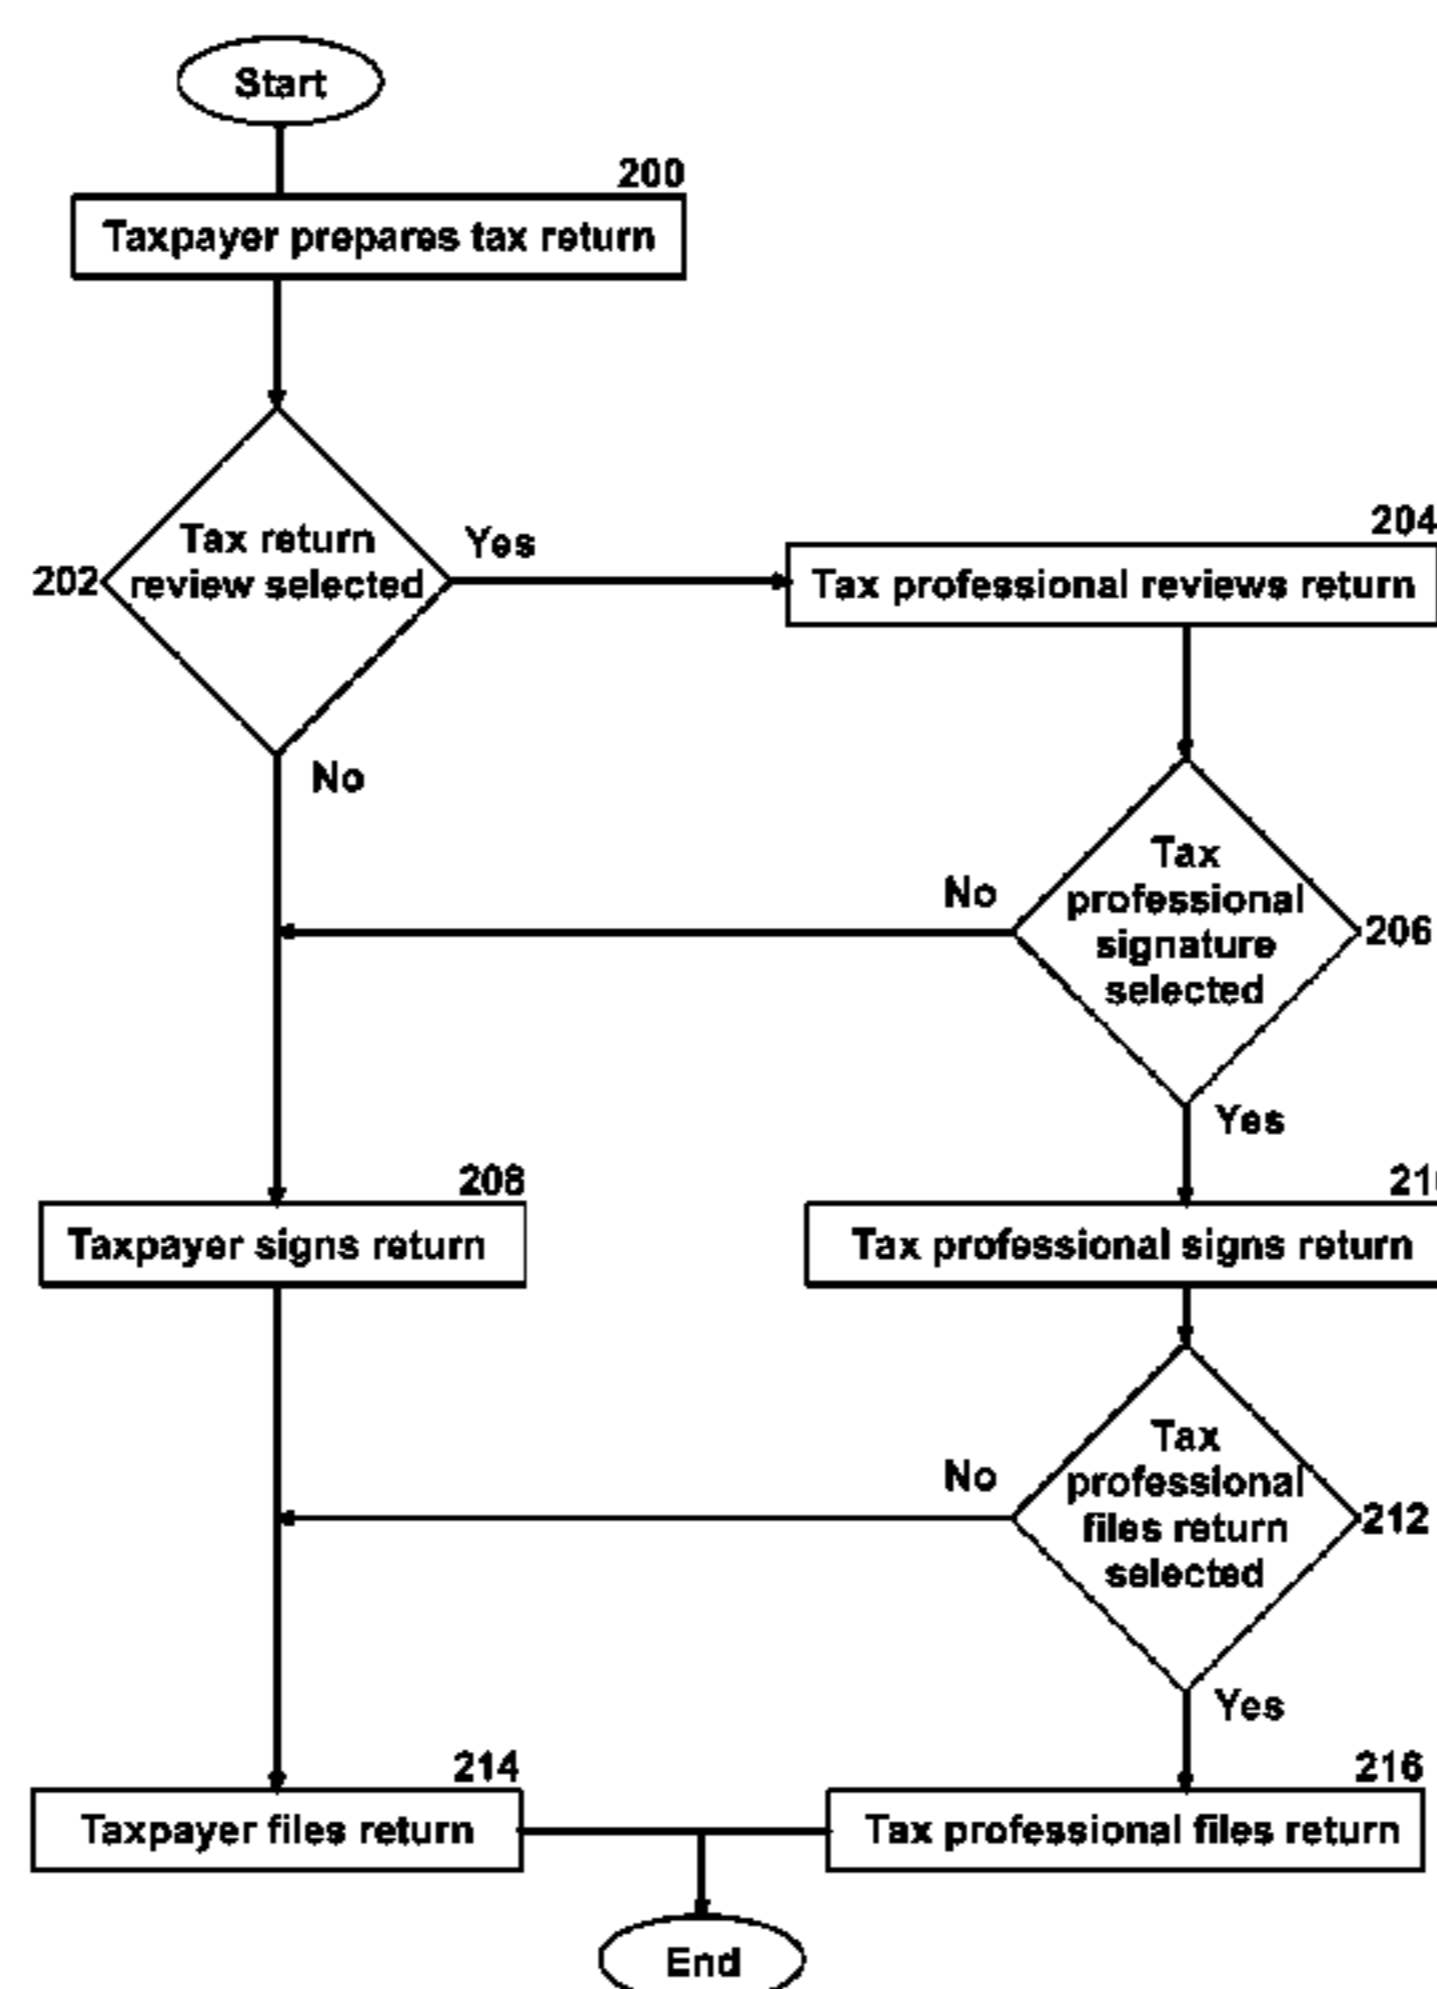 Start
200
Taxpayer prepares tax return
Tax return
202 review selected
Yes
No
204
Tax professional reviews return
Tax
professional
signature
selected
206
No
Yes
208
Taxpayer signs return
Tax professional signs return
Tax
professional
files return
selected
212
No
Yes
214
Taxpayer files return
216
Tax professional files return
End